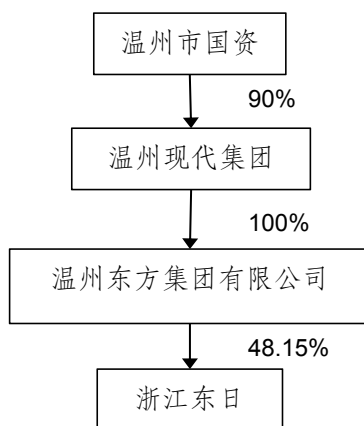 温州市国资
90%
温州现代集团
100%
温州东方集团有限公司
48.15%
浙江东日